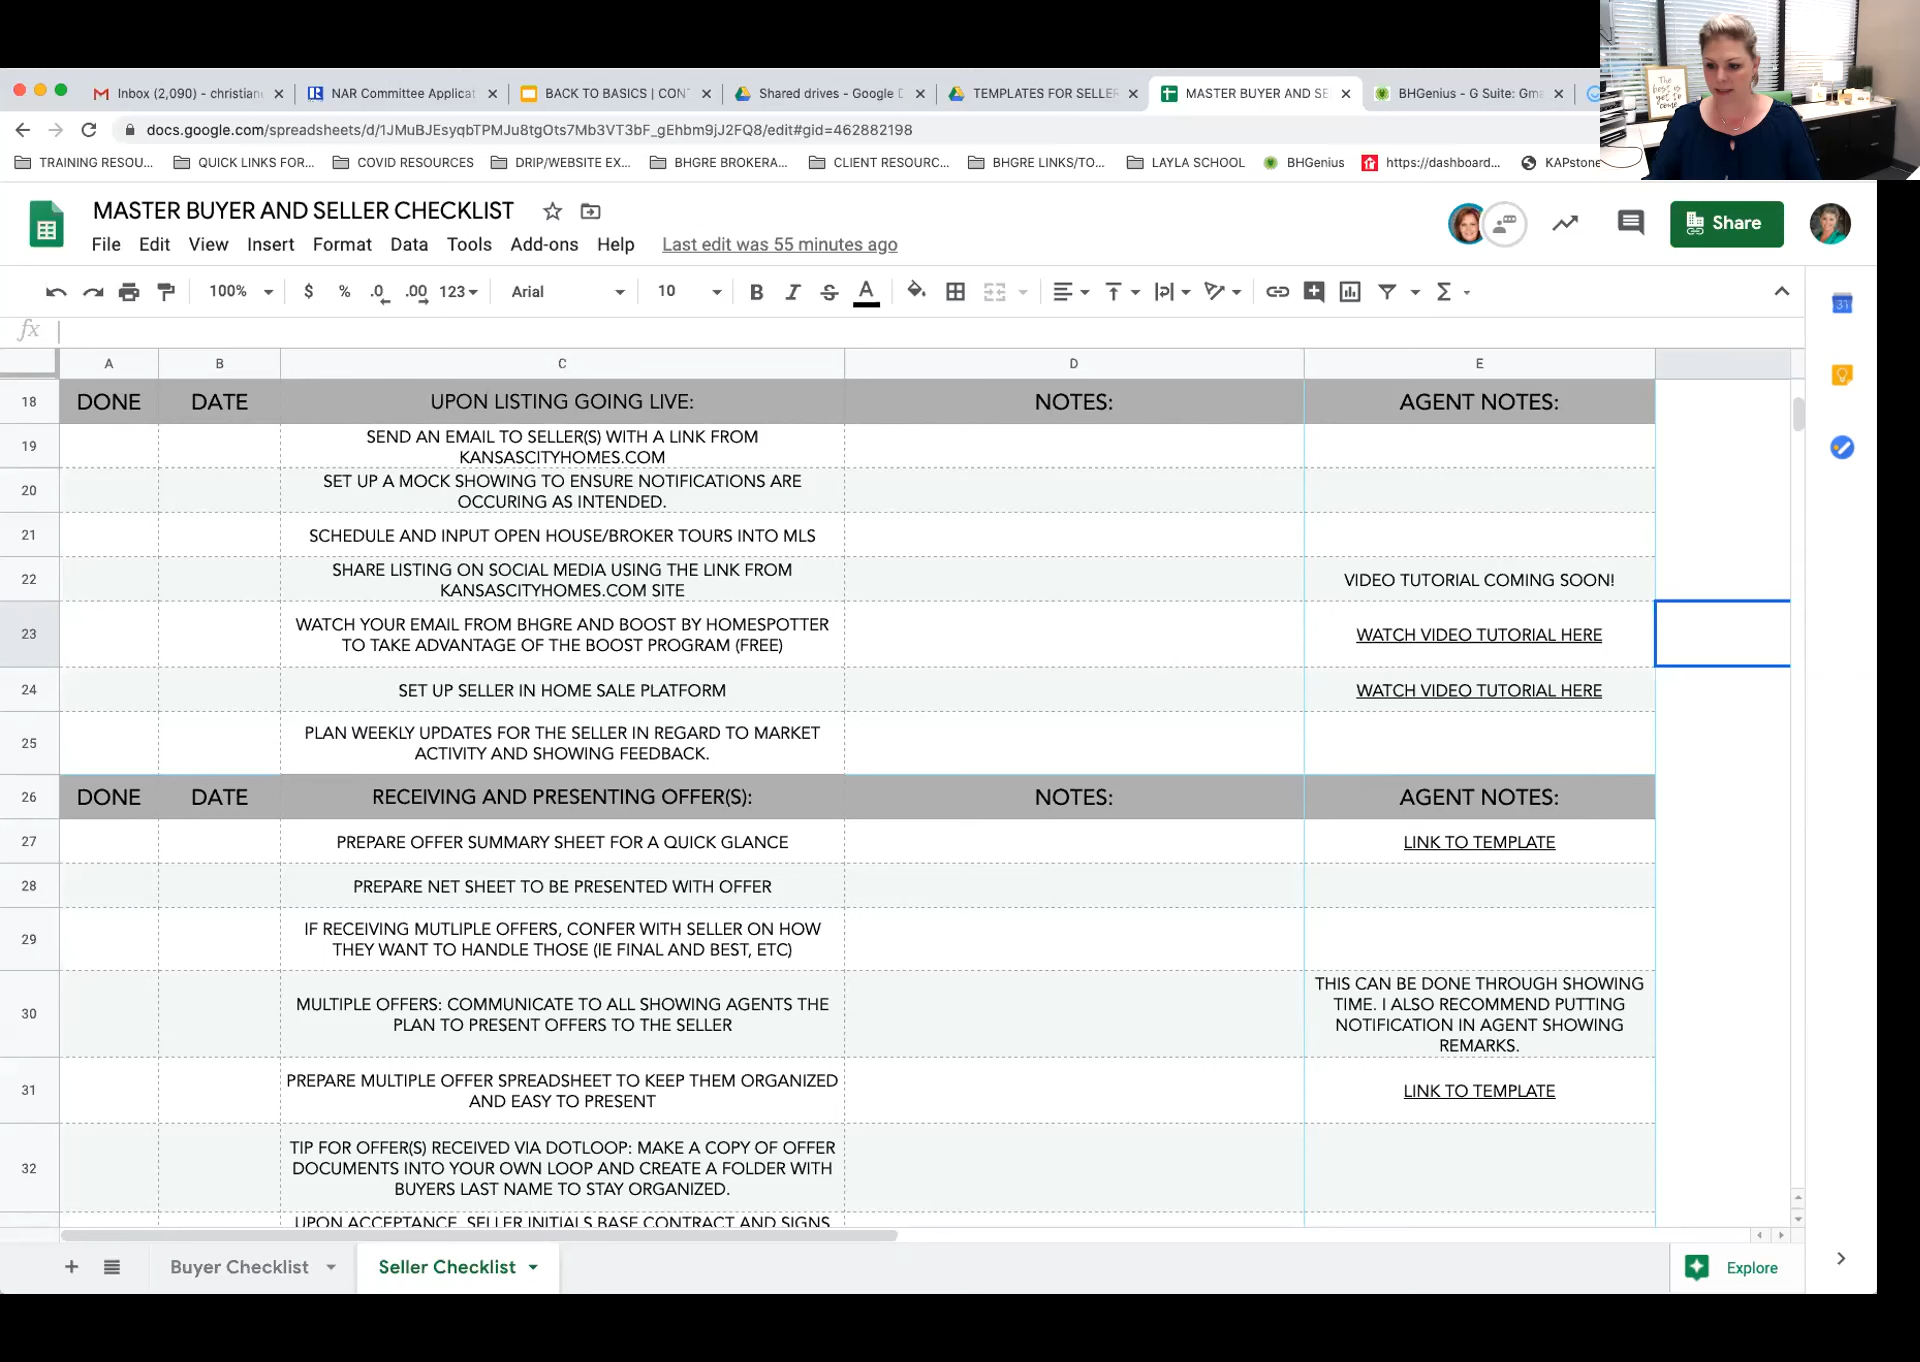 Inbox (2,090) - christian
NAR Committee Applicat
BACK TO BASICS | CON
Shared drives - Google D
TEMPLATES FOR SELLER
MASTER BUYER AND SE
BHGenius - G Suite: Gma
docs.google.com/spreadsheets/d/1JMuBJEsyqbTPMJu8tgOts7Mb3VT3bF_gEhbm9jJ2FQ8/edit#gid=462882198
TRAINING RESOU...
QUICK LINKS FOR...
COVID RESOURCES
DRIP/WEBSITE EX...
BHGRE BROKERA...
CLIENT RESOURC...
BHGRE LINKS/TO...
LAYLA SCHOOL
BHGenius
https://dashboard...
KAPstone
The best is yet to come
MASTER BUYER AND SELLER CHECKLIST
File Edit View Insert Format Data Tools Add-ons Help Last edit was 55 minutes ago
Share
100% $ % .0 .00 123 Arial 10 B I S A
fx
A B C D E
18 DONE DATE UPON LISTING GOING LIVE: NOTES: AGENT NOTES:
19 SEND AN EMAIL TO SELLER(S) WITH A LINK FROM
KANSASCITYHOMES.COM
20 SET UP A MOCK SHOWING TO ENSURE NOTIFICATIONS ARE
OCCURING AS INTENDED.
21 SCHEDULE AND INPUT OPEN HOUSE/BROKER TOURS INTO MLS
22 SHARE LISTING ON SOCIAL MEDIA USING THE LINK FROM
KANSASCITYHOMES.COM SITE
VIDEO TUTORIAL COMING SOON!
23 WATCH YOUR EMAIL FROM BHGRE AND BOOST BY HOMESPOTTER
TO TAKE ADVANTAGE OF THE BOOST PROGRAM (FREE)
WATCH VIDEO TUTORIAL HERE
24 SET UP SELLER IN HOME SALE PLATFORM WATCH VIDEO TUTORIAL HERE
25 PLAN WEEKLY UPDATES FOR THE SELLER IN REGARD TO MARKET
ACTIVITY AND SHOWING FEEDBACK.
26 DONE DATE RECEIVING AND PRESENTING OFFER(S): NOTES: AGENT NOTES:
27 PREPARE OFFER SUMMARY SHEET FOR A QUICK GLANCE LINK TO TEMPLATE
28 PREPARE NET SHEET TO BE PRESENTED WITH OFFER
29 IF RECEIVING MUTLIPLE OFFERS, CONFER WITH SELLER ON HOW
THEY WANT TO HANDLE THOSE (IE FINAL AND BEST, ETC)
30 MULTIPLE OFFERS: COMMUNICATE TO ALL SHOWING AGENTS THE
PLAN TO PRESENT OFFERS TO THE SELLER
THIS CAN BE DONE THROUGH SHOWING
TIME. I ALSO RECOMMEND PUTTING
NOTIFICATION IN AGENT SHOWING
REMARKS.
31 PREPARE MULTIPLE OFFER SPREADSHEET TO KEEP THEM ORGANIZED
AND EASY TO PRESENT
LINK TO TEMPLATE
32 TIP FOR OFFER(S) RECEIVED VIA DOTLOOP: MAKE A COPY OF OFFER
DOCUMENTS INTO YOUR OWN LOOP AND CREATE A FOLDER WITH
BUYERS LAST NAME TO STAY ORGANIZED.
UPON ACCEPTANCE, SELLER INITIALS BASE CONTRACT AND SIGNS
Buyer Checklist
Seller Checklist
Explore